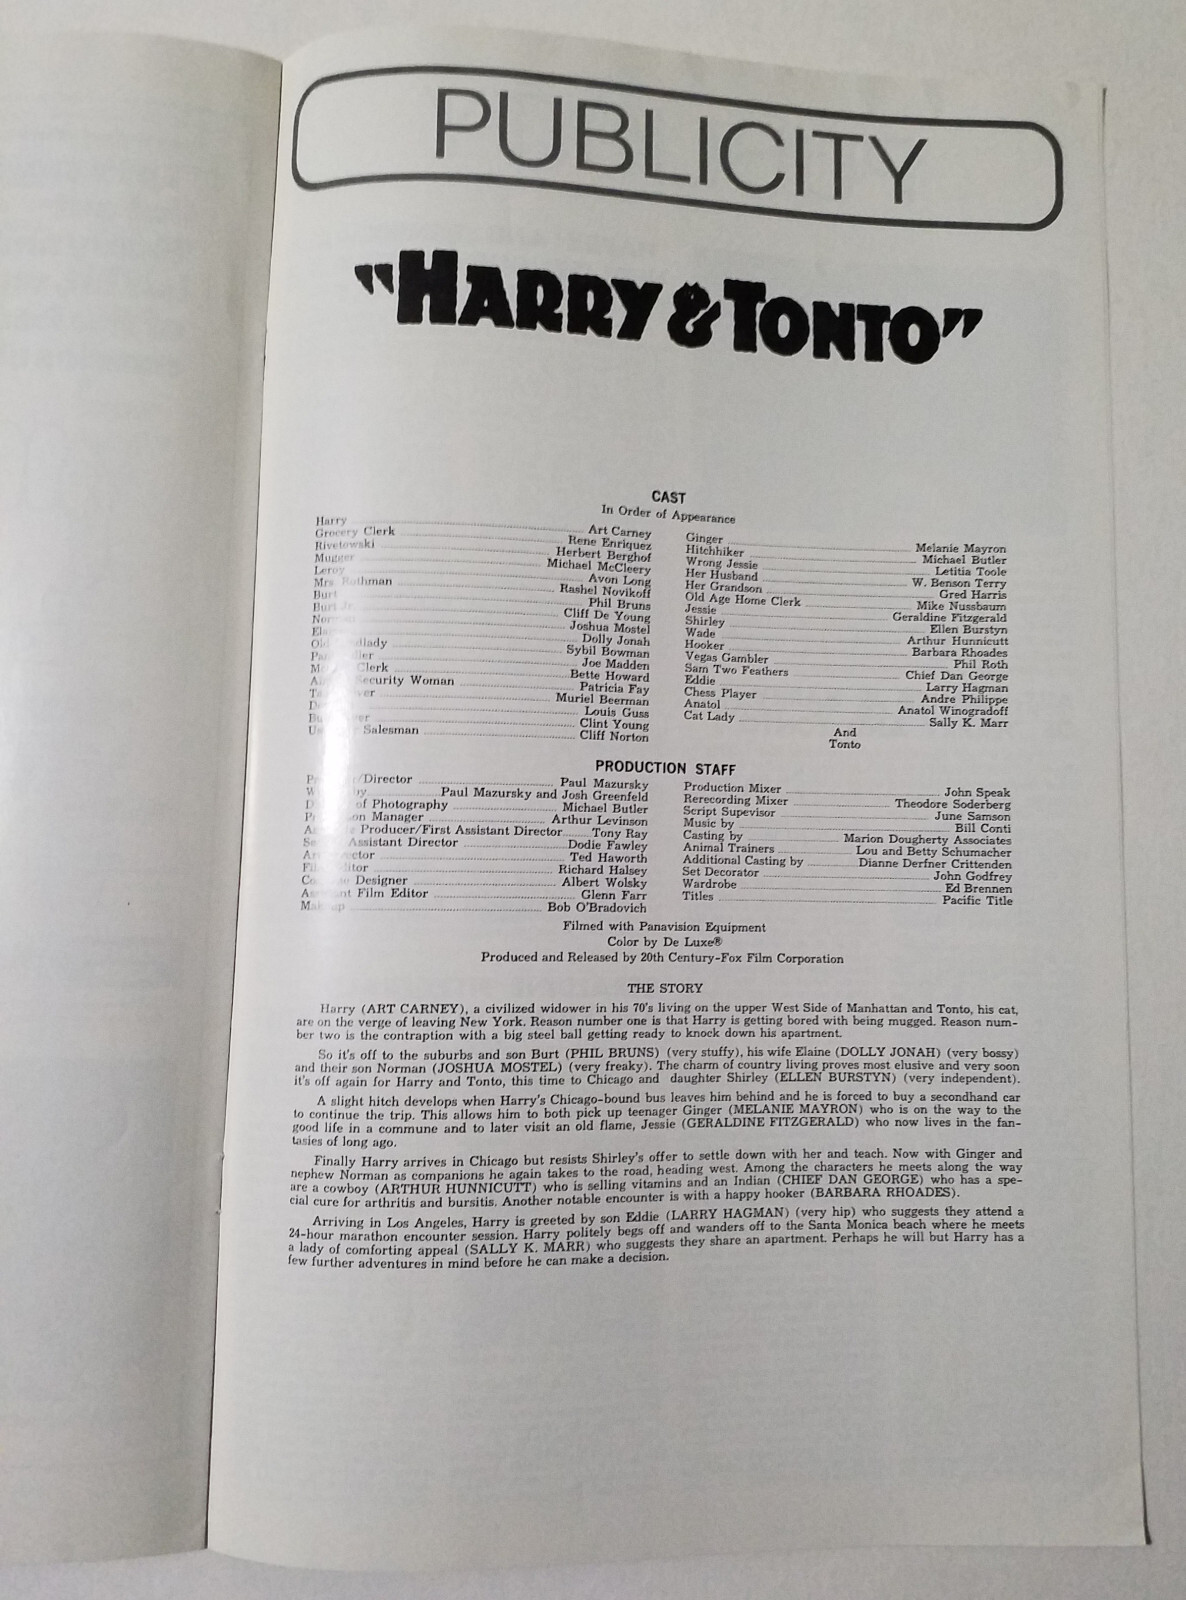 PUBLICITY
"HARRY & TONTO"
CAST
In Order of Appearance
Harry Art Carney
Grocery Clerk Rene Enriquez
Rivetowski Herbert Berghof
Mugger Michael McCleery
Leroy Avon Long
Mrs. Rothman Rashel Novikoff
Burt Phil Bruns
Burt Jr. Cliff De Young
Norman Joshua Mostel
Dolly Jonah
Sybil Bowman
Joe Madden
Clerk Bette Howard
Security Woman Patricia Fay
Muriel Beerman
Louis Guss
Clint Young
Salesman Cliff Norton
Ginger Melanie Mayron
Hitchhiker Michael Butler
Wrong Jessie Letitia Toole
Her Husband W. Benson Terry
Her Grandson Gred Harris
Old Age Home Clerk Mike Nussbaum
Jessie Geraldine Fitzgerald
Shirley Ellen Burstyn
Wade Arthur Hunnicutt
Hooker Barbara Rhoades
Vegas Gambler Phil Roth
Sam Two Feathers Chief Dan George
Eddie Larry Hagman
Chess Player Andre Philippe
Anatol Anatol Winogradoff
Cat Lady Sally K. Marr
And
Tonto
PRODUCTION STAFF
/Director Paul Mazursky
by Paul Mazursky and Josh Greenfeld
of Photography Michael Butler
Manager Arthur Levinson
Producer/First Assistant Director Tony Ray
Assistant Director Dodie Fawley
Ted Haworth
Richard Halsey
Designer Albert Wolsky
Film Editor Glenn Farr
Bob O'Bradovich
Production Mixer John Speak
Rerecording Mixer Theodore Soderberg
Script Supevisor June Samson
Music by Bill Conti
Casting by Marion Dougherty Associates
Animal Trainers Lou and Betty Schumacher
Additional Casting by Dianne Derfner Crittenden
Set Decorator John Godfrey
Wardrobe Ed Brennen
Titles Pacific Title
Filmed with Panavision Equipment
Color by De Luxe®
Produced and Released by 20th Century-Fox Film Corporation
THE STORY
Harry (ART CARNEY), a civilized widower in his 70's living on the upper West Side of Manhattan and Tonto, his cat,
are on the verge of leaving New York. Reason number one is that Harry is getting bored with being mugged. Reason num-
ber two is the contraption with a big steel ball getting ready to knock down his apartment.
So it's off to the suburbs and son Burt (PHIL BRUNS) (very stuffy), his wife Elaine (DOLLY JONAH) (very bossy)
and their son Norman (JOSHUA MOSTEL) (very freaky). The charm of country living proves most elusive and very soon
it's off again for Harry and Tonto, this time to Chicago and daughter Shirley (ELLEN BURSTYN) (very independent).
A slight hitch develops when Harry's Chicago-bound bus leaves him behind and he is forced to buy a secondhand car
to continue the trip. This allows him to both pick up teenager Ginger (MELANIE MAYRON) who is on the way to the
good life in a commune and to later visit an old flame, Jessie (GERALDINE FITZGERALD) who now lives in the fan-
tasies of long ago.
Finally Harry arrives in Chicago but resists Shirley's offer to settle down with her and teach. Now with Ginger and
nephew Norman as companions he again takes to the road, heading west. Among the characters he meets along the way
are a cowboy (ARTHUR HUNNICUTT) who is selling vitamins and an Indian (CHIEF DAN GEORGE) who has a spe-
cial cure for arthritis and bursitis. Another notable encounter is with a happy hooker (BARBARA RHOADES).
Arriving in Los Angeles, Harry is greeted by son Eddie (LARRY HAGMAN) (very hip) who suggests they attend a
24-hour marathon encounter session. Harry politely begs off and wanders off to the Santa Monica beach where he meets
a lady of comforting appeal (SALLY K. MARR) who suggests they share an apartment. Perhaps he will but Harry has a
few further adventures in mind before he can make a decision.